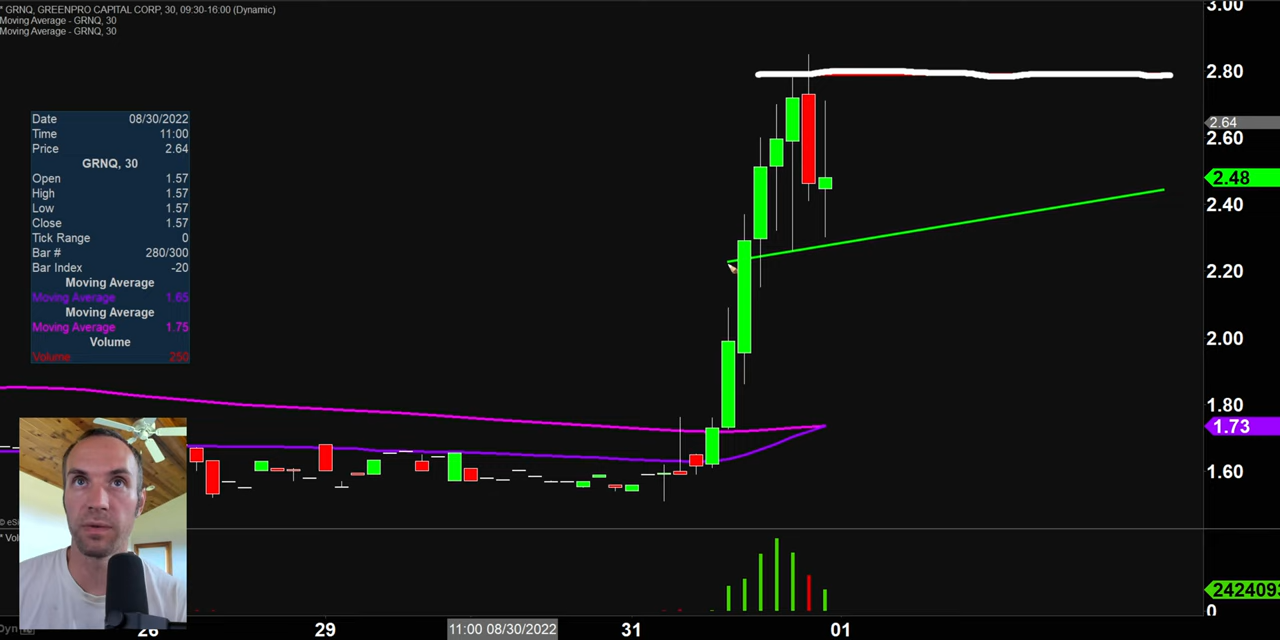 * GRNQ, GREENPRO CAPITAL CORP, 30, 09:30-16:00 (Dynamic)
Moving Average - GRNQ, 30
Moving Average - GRNQ, 30
3.00
2.80
2.64
2.60
2.48
2.40
2.20
2.00
1.80
1.73
1.60
Date 08/30/2022
Time 11:00
Price 2.64
GRNQ, 30
Open 1.57
High 1.57
Low 1.57
Close 1.57
Tick Range 0
Bar # 280/300
Bar Index -20
Moving Average
Moving Average 1.65
Moving Average
Moving Average 1.75
Volume
Volume 250
242409
0
26 29 11:00 08/30/2022 31 01